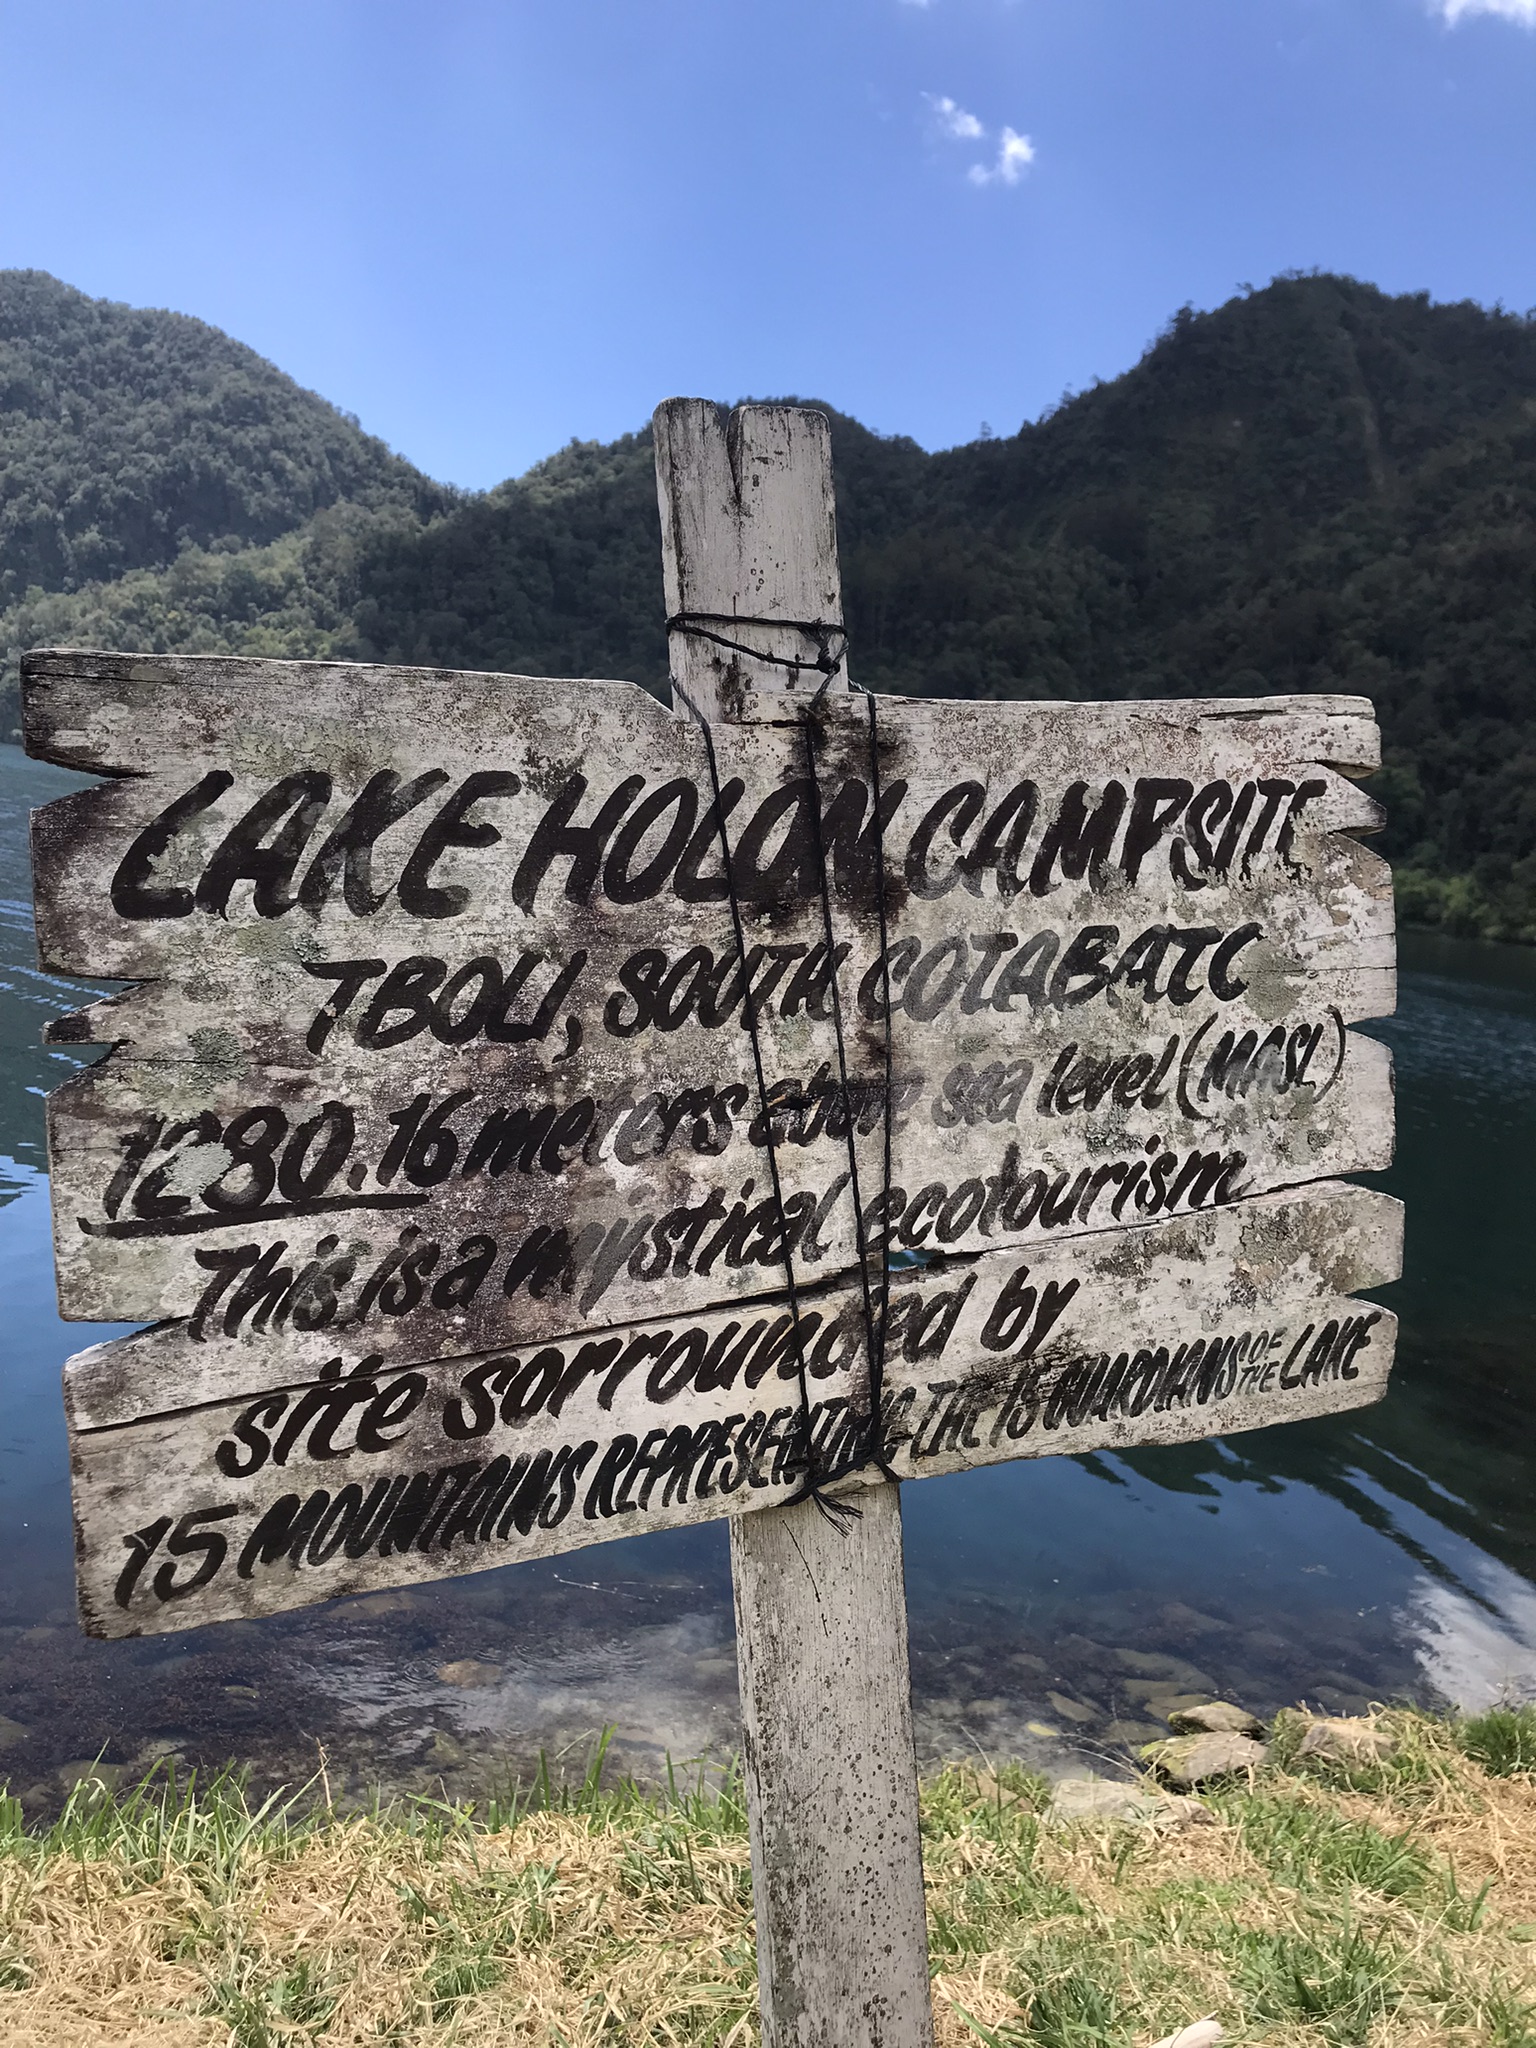 LAKE HOLON CAMPSITE
TBOLI, SOUTH COTABATO
1280.16 meters above sea level (MASL)
This is a mystical ecotourism
site sorrounded by
15 MOUNTAINS REPRESENTING THE 15 GUARDIANS OF THE LAKE